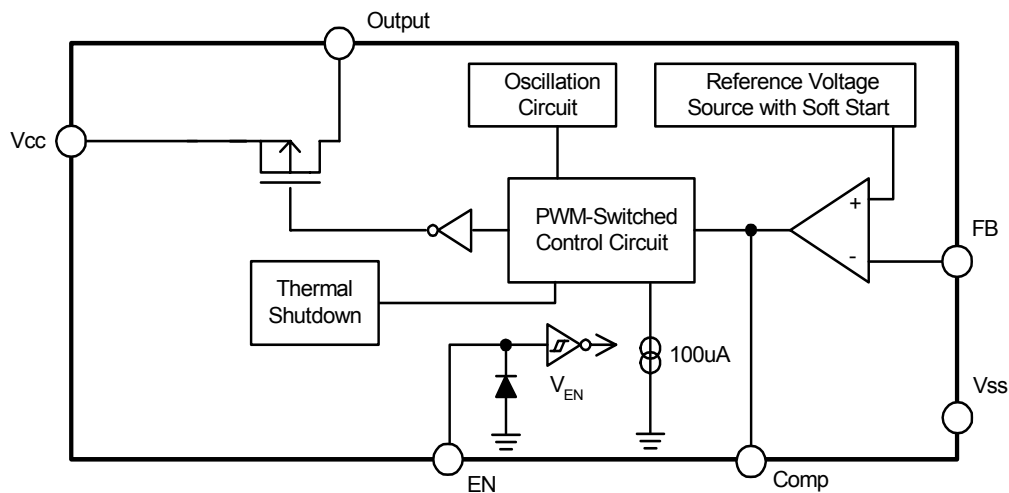 Output
Oscillation
Circuit
Reference Voltage
Source with Soft Start
Vcc
+
PWM-Switched
Control Circuit
FB
-
Thermal
Shutdown
100uA
VEN
Vss
EN
Comp